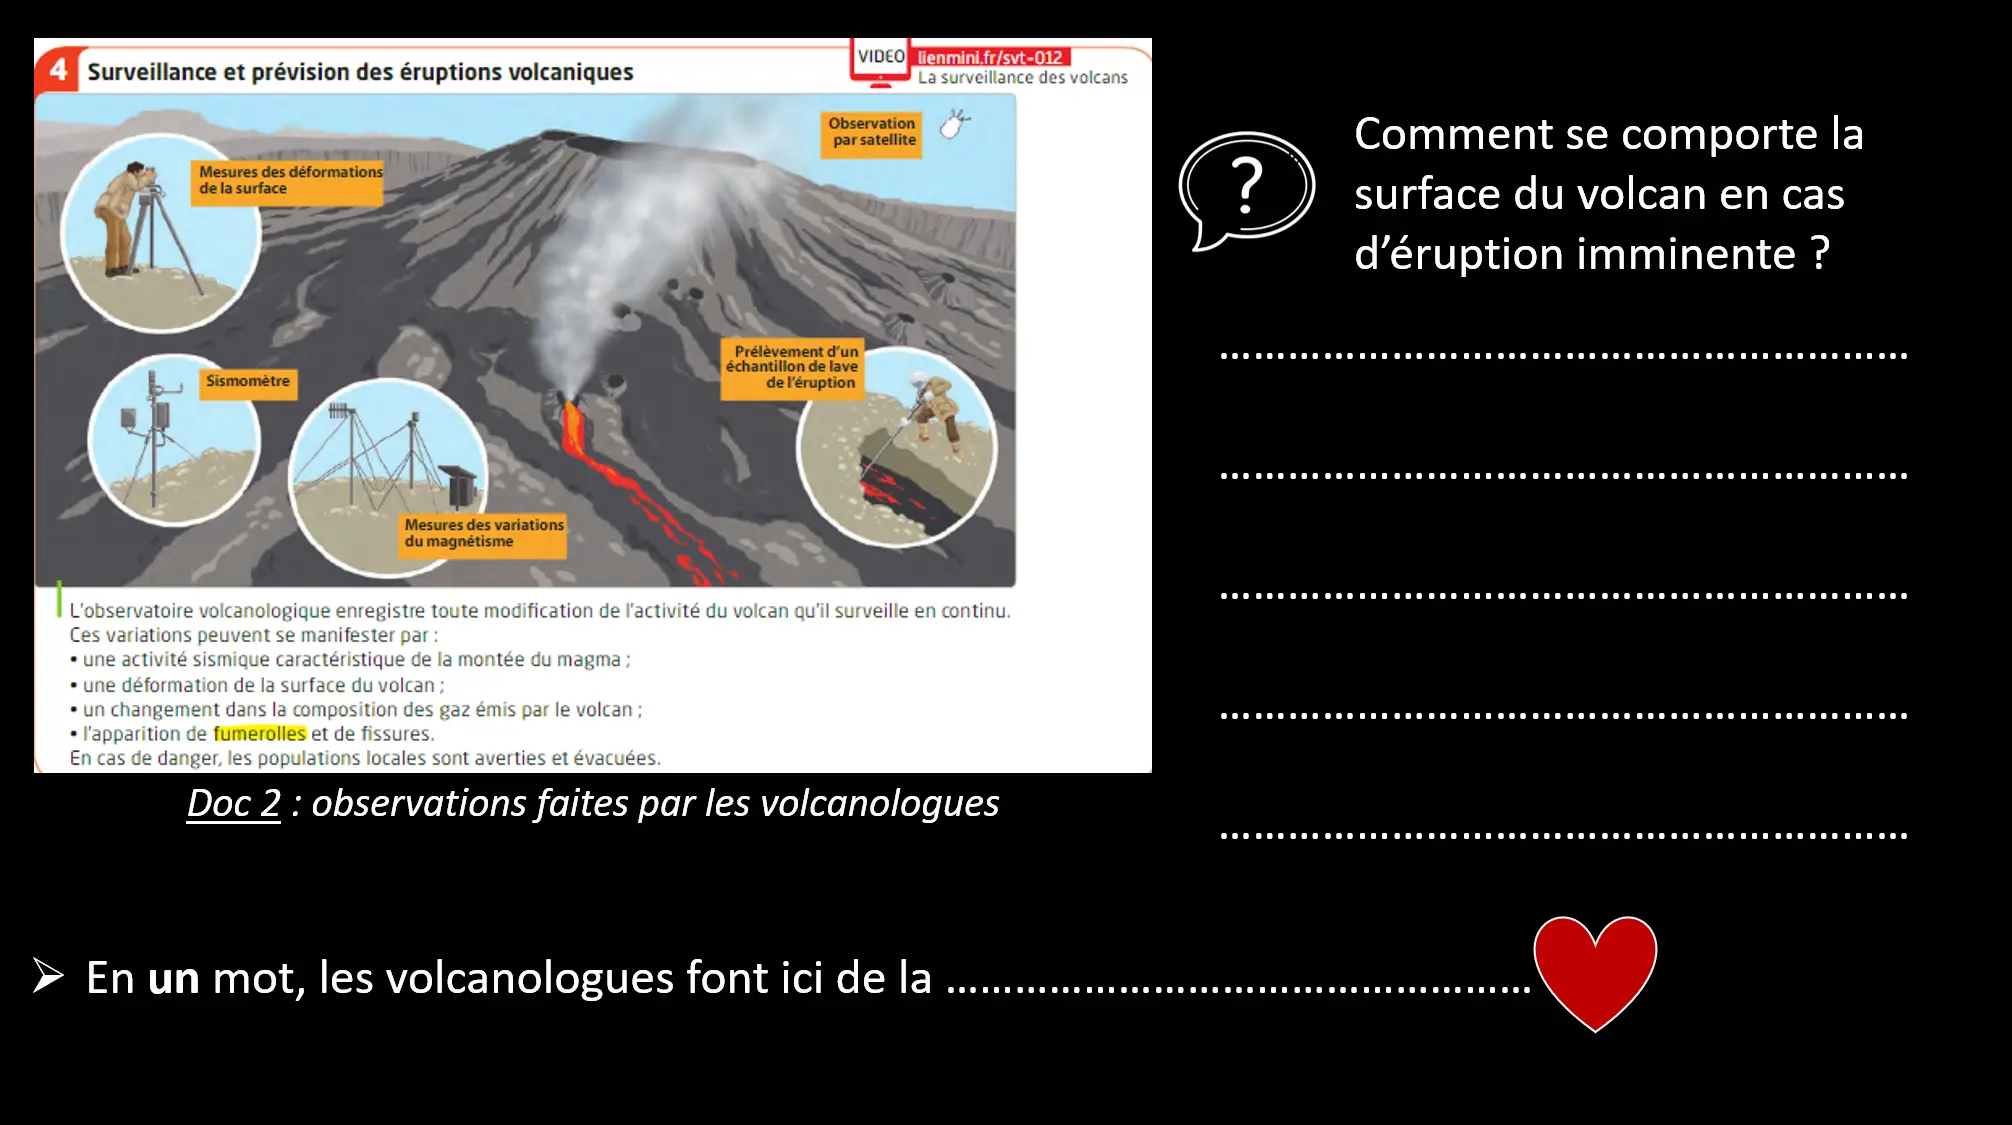 4 Surveillance et prévision des éruptions volcaniques
VIDEO
lienmini.fr/svt-012
La surveillance des volcans
Observation
par satellite
Mesures des déformations
de la surface
Prélèvement d'un
échantillon de lave
de l'éruption
Sismomètre
Mesures des variations
du magnétisme
L'observatoire volcanologique enregistre toute modification de l'activité du volcan qu'il surveille en continu.
Ces variations peuvent se manifester par :
• une activité sismique caractéristique de la montée du magma ;
• une déformation de la surface du volcan ;
• un changement dans la composition des gaz émis par le volcan ;
• l'apparition de fumerolles et de fissures.
En cas de danger, les populations locales sont averties et évacuées.
Doc 2 : observations faites par les volcanologues
?
Comment se comporte la
surface du volcan en cas
d'éruption imminente ?
…………………………………………………
…………………………………………………
…………………………………………………
…………………………………………………
…………………………………………………
➢ En un mot, les volcanologues font ici de la ……………………………………………